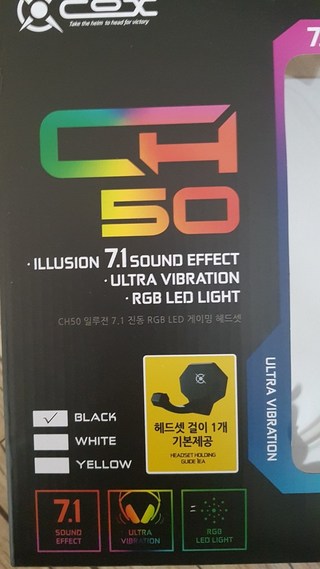 COX
Take the helm to head for victory
7.
CH
50
· ILLUSION 7.1 SOUND EFFECT
· ULTRA VIBRATION
· RGB LED LIGHT
CH50 일루전 7.1 진동 RGB LED 게이밍 헤드셋
헤드셋 걸이 1개
기본제공
HEADSET HOLDING
GUIDE 1EA
BLACK
WHITE
YELLOW
ULTRA VIBRATION
7.1
SOUND
EFFECT
ULTRA
VIBRATION
RGB
LED LIGHT